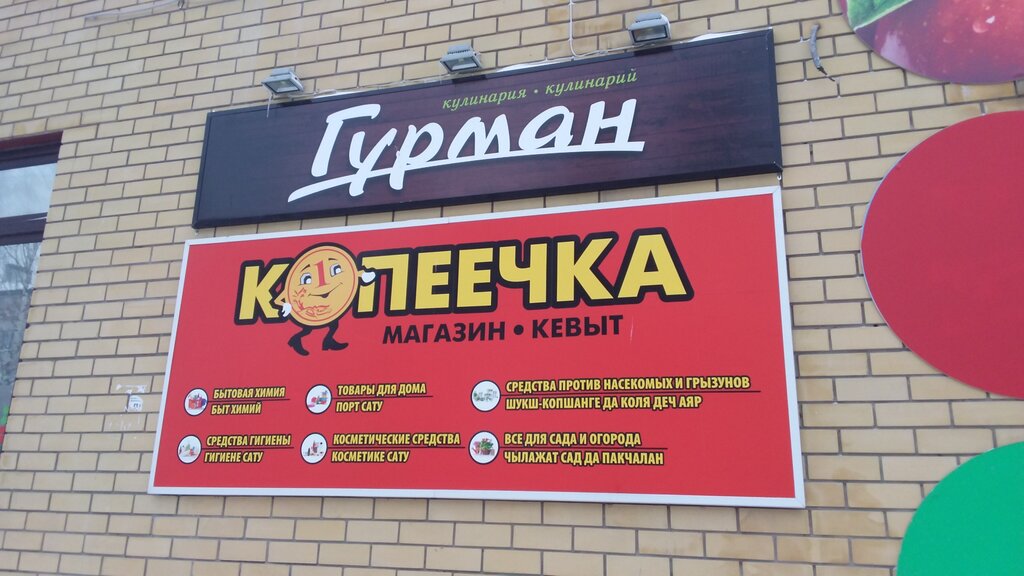 кулинария • кулинарий
Гурман
КОПЕЕЧКА
1
МАГАЗИН • КЕВЫТ
БЫТОВАЯ ХИМИЯ
БЫТ ХИМИЙ
ТОВАРЫ ДЛЯ ДОМА
ПОРТ САТУ
СРЕДСТВА ПРОТИВ НАСЕКОМЫХ И ГРЫЗУНОВ
ШУКШ-КОПШАНГЕ ДА КОЛЯ ДЕЧ АЯР
СРЕДСТВА ГИГИЕНЫ
ГИГИЕНЕ САТУ
КОСМЕТИЧЕСКИЕ СРЕДСТВА
КОСМЕТИКЕ САТУ
ВСЕ ДЛЯ САДА И ОГОРОДА
ЧЫЛАЖАТ САД ДА ПАКЧАЛАН